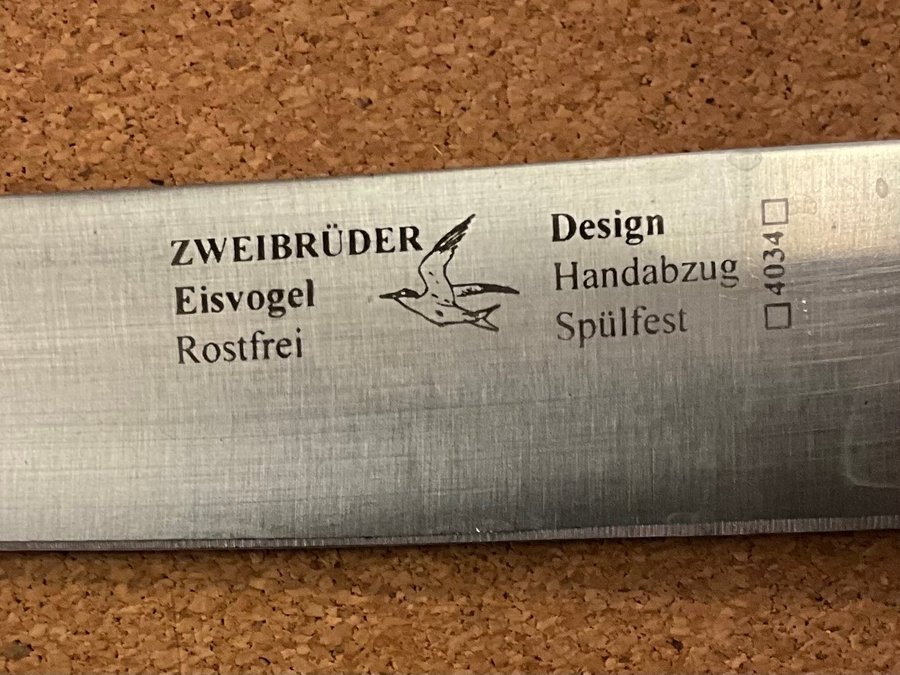 ZWEIBRÜDER
Eisvogel
Rostfrei
Design
Handabzug
Spülfest
□4034□